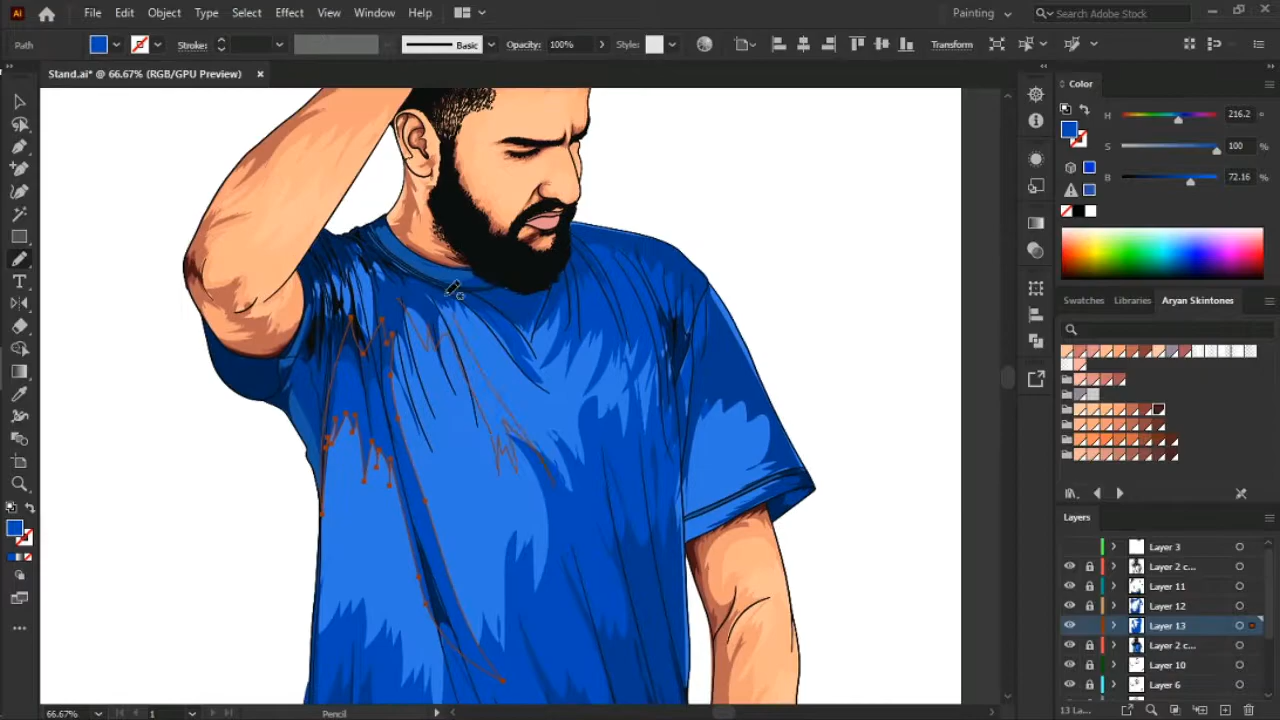 Ai File Edit Object Type Select Effect View Window Help Painting Search Adobe Stock
Path Stroke: Basic Opacity: 100% Style: Transform
Stand.ai* @ 66.67% (RGB/GPU Preview)
Color
H 216.2 °
S 100 %
B 72.16 %
Swatches Libraries Aryan Skintones
Layers
Layer 3
Layer 2 c...
Layer 11
Layer 12
Layer 13
Layer 2 c...
Layer 10
Layer 6
66.67% 1 Pencil 13 La...